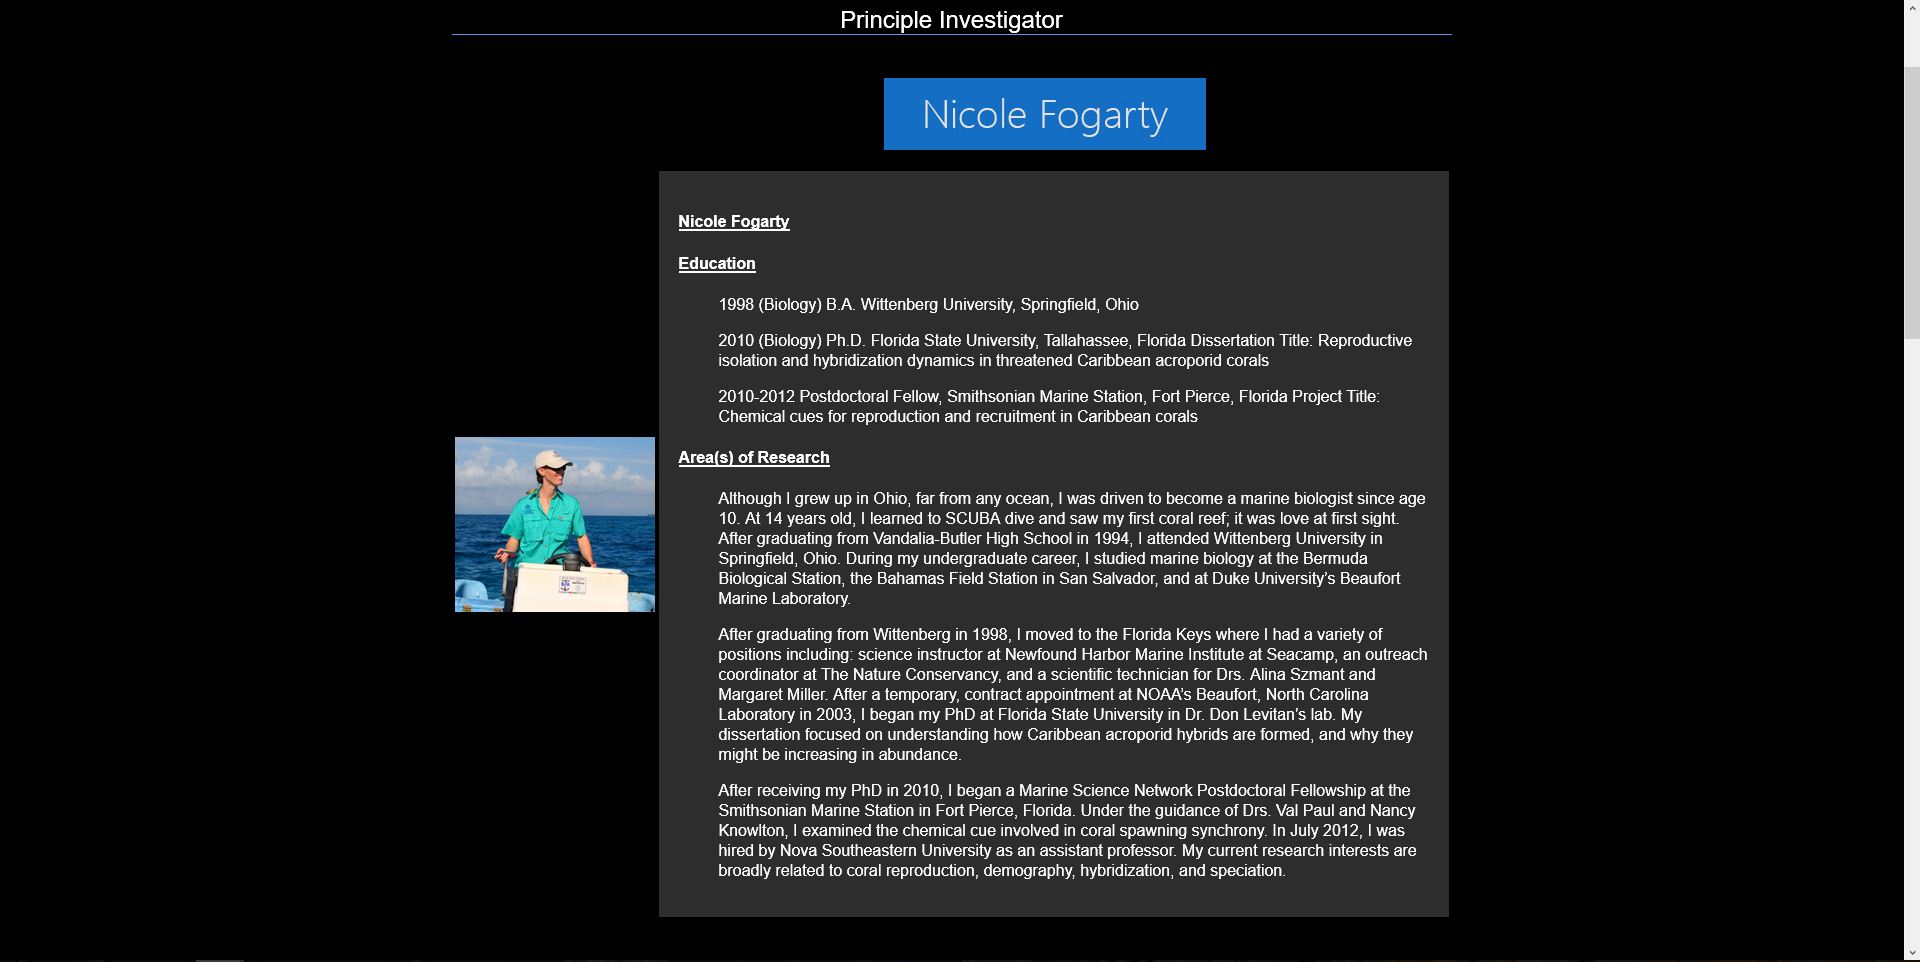 Principle Investigator
Nicole Fogarty
Nicole Fogarty
Education
1998 (Biology) B.A. Wittenberg University, Springfield, Ohio
2010 (Biology) Ph.D. Florida State University, Tallahassee, Florida Dissertation Title: Reproductive
isolation and hybridization dynamics in threatened Caribbean acroporid corals
2010-2012 Postdoctoral Fellow, Smithsonian Marine Station, Fort Pierce, Florida Project Title:
Chemical cues for reproduction and recruitment in Caribbean corals
Area(s) of Research
Although I grew up in Ohio, far from any ocean, I was driven to become a marine biologist since age
10. At 14 years old, I learned to SCUBA dive and saw my first coral reef; it was love at first sight.
After graduating from Vandalia-Butler High School in 1994, I attended Wittenberg University in
Springfield, Ohio. During my undergraduate career, I studied marine biology at the Bermuda
Biological Station, the Bahamas Field Station in San Salvador, and at Duke University’s Beaufort
Marine Laboratory.
After graduating from Wittenberg in 1998, I moved to the Florida Keys where I had a variety of
positions including: science instructor at Newfound Harbor Marine Institute at Seacamp, an outreach
coordinator at The Nature Conservancy, and a scientific technician for Drs. Alina Szmant and
Margaret Miller. After a temporary, contract appointment at NOAA’s Beaufort, North Carolina
Laboratory in 2003, I began my PhD at Florida State University in Dr. Don Levitan’s lab. My
dissertation focused on understanding how Caribbean acroporid hybrids are formed, and why they
might be increasing in abundance.
After receiving my PhD in 2010, I began a Marine Science Network Postdoctoral Fellowship at the
Smithsonian Marine Station in Fort Pierce, Florida. Under the guidance of Drs. Val Paul and Nancy
Knowlton, I examined the chemical cue involved in coral spawning synchrony. In July 2012, I was
hired by Nova Southeastern University as an assistant professor. My current research interests are
broadly related to coral reproduction, demography, hybridization, and speciation.